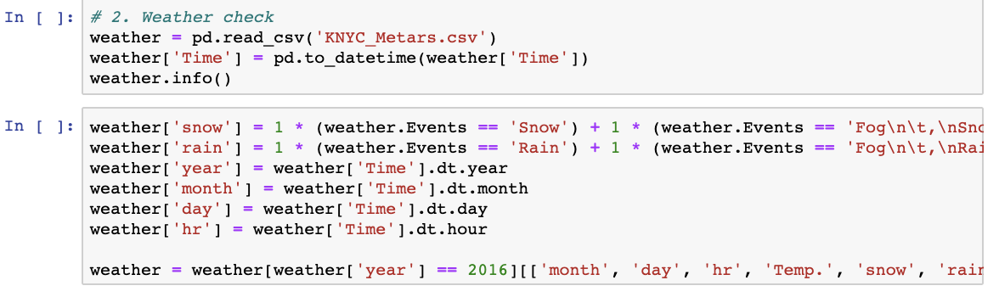 In [ ]: # 2. Weather check
weather = pd.read_csv('KNYC_Metars.csv')
weather['Time'] = pd.to_datetime(weather['Time'])
weather.info()
In [ ]: weather['snow'] = 1 * (weather.Events == 'Snow') + 1 * (weather.Events == 'Fog\n\t,\nSno
weather['rain'] = 1 * (weather.Events == 'Rain') + 1 * (weather.Events == 'Fog\n\t,\nRai
weather['year'] = weather['Time'].dt.year
weather['month'] = weather['Time'].dt.month
weather['day'] = weather['Time'].dt.day
weather['hr'] = weather['Time'].dt.hour
weather = weather[weather['year'] == 2016][['month', 'day', 'hr', 'Temp.', 'snow', 'rain